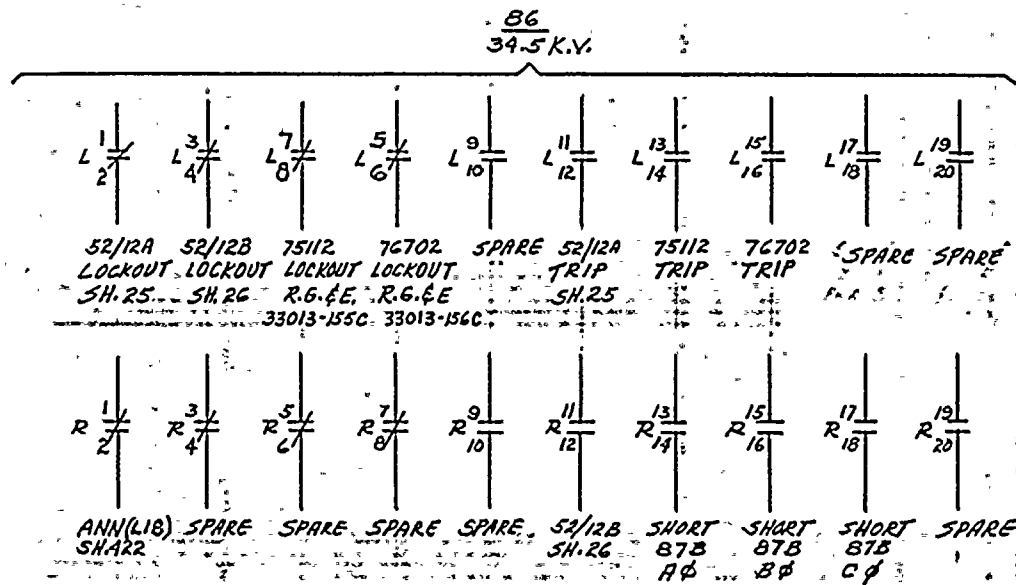 86
34.5 K.V.
L 1 2 L 3 4 L 7 8 L 5 6 L 9 10 L 11 12 L 13 14 L 15 16 L 17 18 L 19 20
52/12A 52/12B 75112 76702 SPARE 52/12A 75112 76702 SPARE SPARE
LOCKOUT LOCKOUT LOCKOUT LOCKOUT TRIP TRIP TRIP
SH.25 SH.26 R.G.&E. R.G.&E SH.25
33013-155C 33013-156C
R 1 2 R 3 4 R 5 6 R 7 8 R 9 10 R 11 12 R 13 14 R 15 16 R 17 18 R 19 20
ANN(L18) SPARE SPARE SPARE SPARE 52/12B SHORT SHORT SHORT SPARE
SH.A22 SH.26 87B 87B 87B
AΦ BΦ CΦ